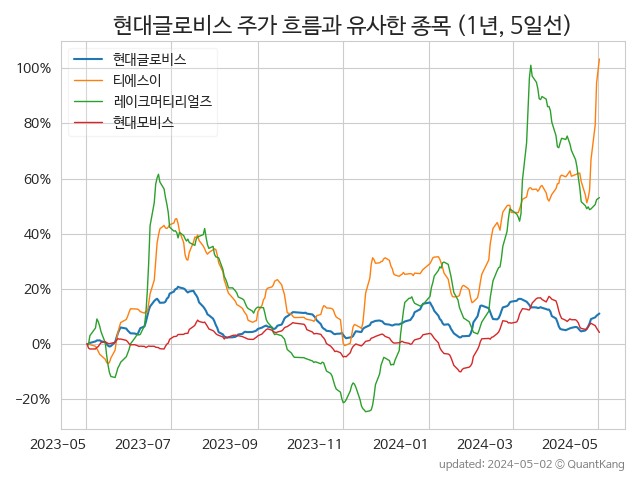 현대글로비스 주가 흐름과 유사한 종목 (1년, 5일선)
현대글로비스
티에스이
레이크머티리얼즈
현대모비스
100%
80%
60%
40%
20%
0%
−20%
2023-05 2023-07 2023-09 2023-11 2024-01 2024-03 2024-05
updated: 2024-05-02 © QuantKang